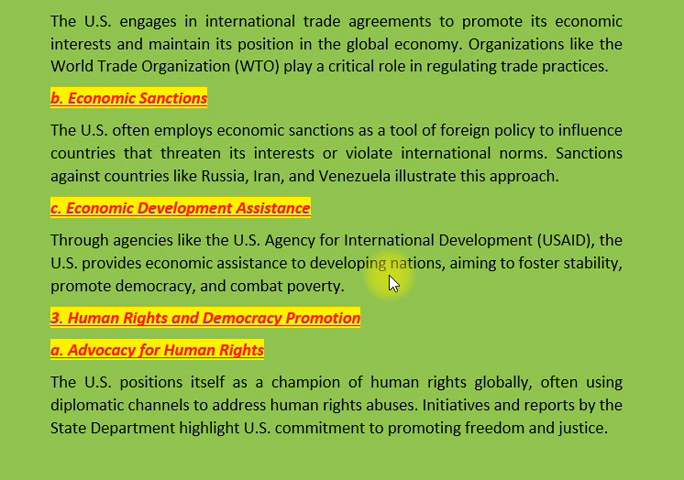 The U.S. engages in international trade agreements to promote its economic
interests and maintain its position in the global economy. Organizations like the
World Trade Organization (WTO) play a critical role in regulating trade practices.
b. Economic Sanctions
The U.S. often employs economic sanctions as a tool of foreign policy to influence
countries that threaten its interests or violate international norms. Sanctions
against countries like Russia, Iran, and Venezuela illustrate this approach.
c. Economic Development Assistance
Through agencies like the U.S. Agency for International Development (USAID), the
U.S. provides economic assistance to developing nations, aiming to foster stability,
promote democracy, and combat poverty.
3. Human Rights and Democracy Promotion
a. Advocacy for Human Rights
The U.S. positions itself as a champion of human rights globally, often using
diplomatic channels to address human rights abuses. Initiatives and reports by the
State Department highlight U.S. commitment to promoting freedom and justice.